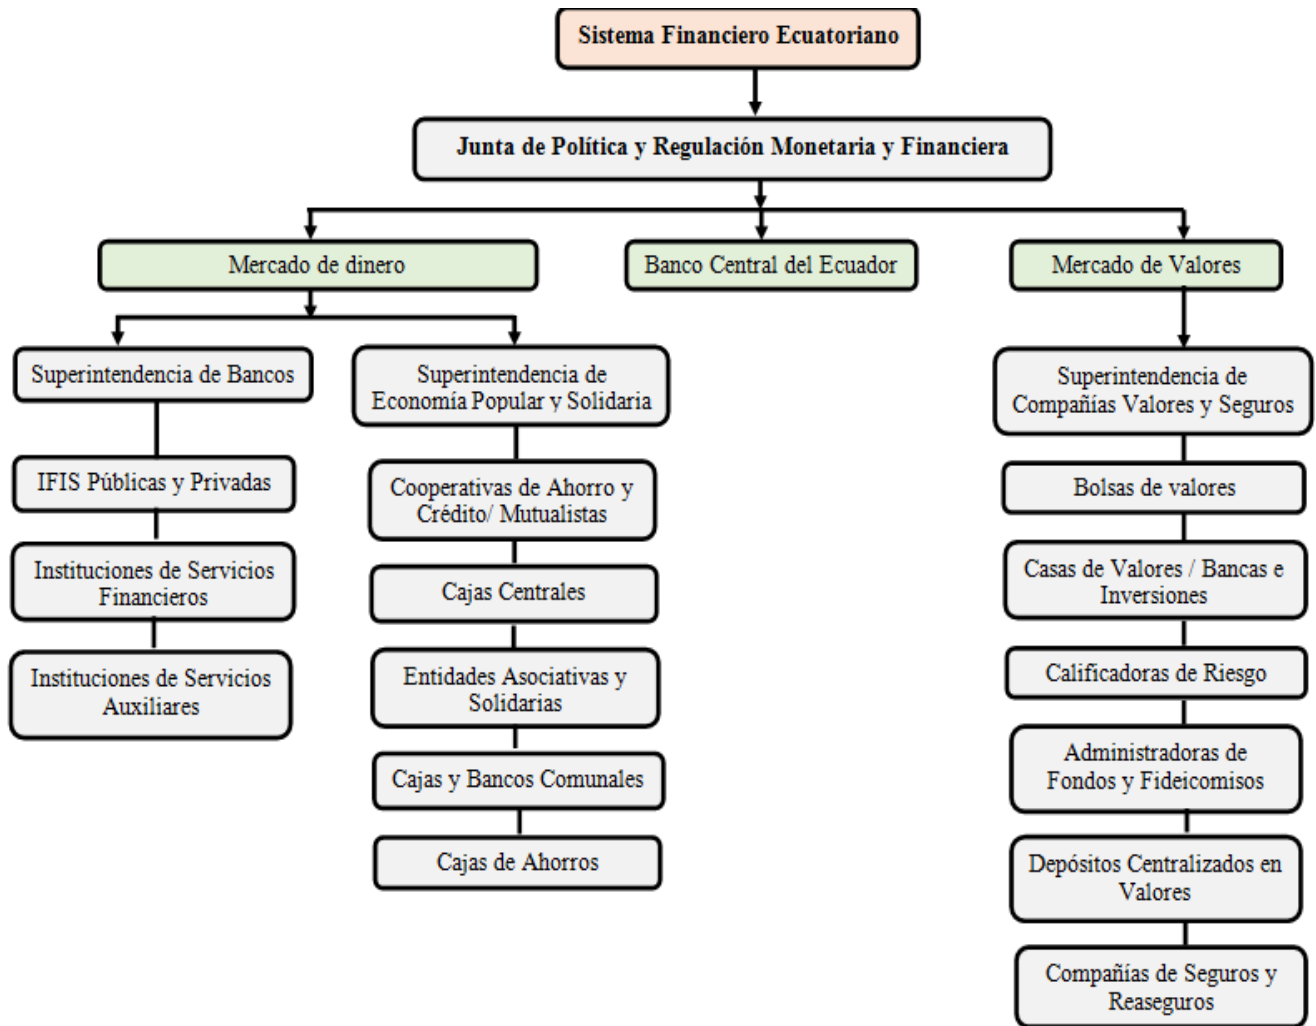 Sistema Financiero Ecuatoriano
Junta de Política y Regulación Monetaria y Financiera
Mercado de dinero
Banco Central del Ecuador
Mercado de Valores
Superintendencia de Bancos
IFIS Públicas y Privadas
Instituciones de Servicios
Financieros
Instituciones de Servicios
Auxiliares
Superintendencia de
Economía Popular y Solidaria
Cooperativas de Ahorro y
Crédito/ Mutualistas
Cajas Centrales
Entidades Asociativas y
Solidarias
Cajas y Bancos Comunales
Cajas de Ahorros
Superintendencia de
Compañías Valores y Seguros
Bolsas de valores
Casas de Valores / Bancas e
Inversiones
Calificadoras de Riesgo
Administradoras de
Fondos y Fideicomisos
Depósitos Centralizados en
Valores
Compañías de Seguros y
Reaseguros